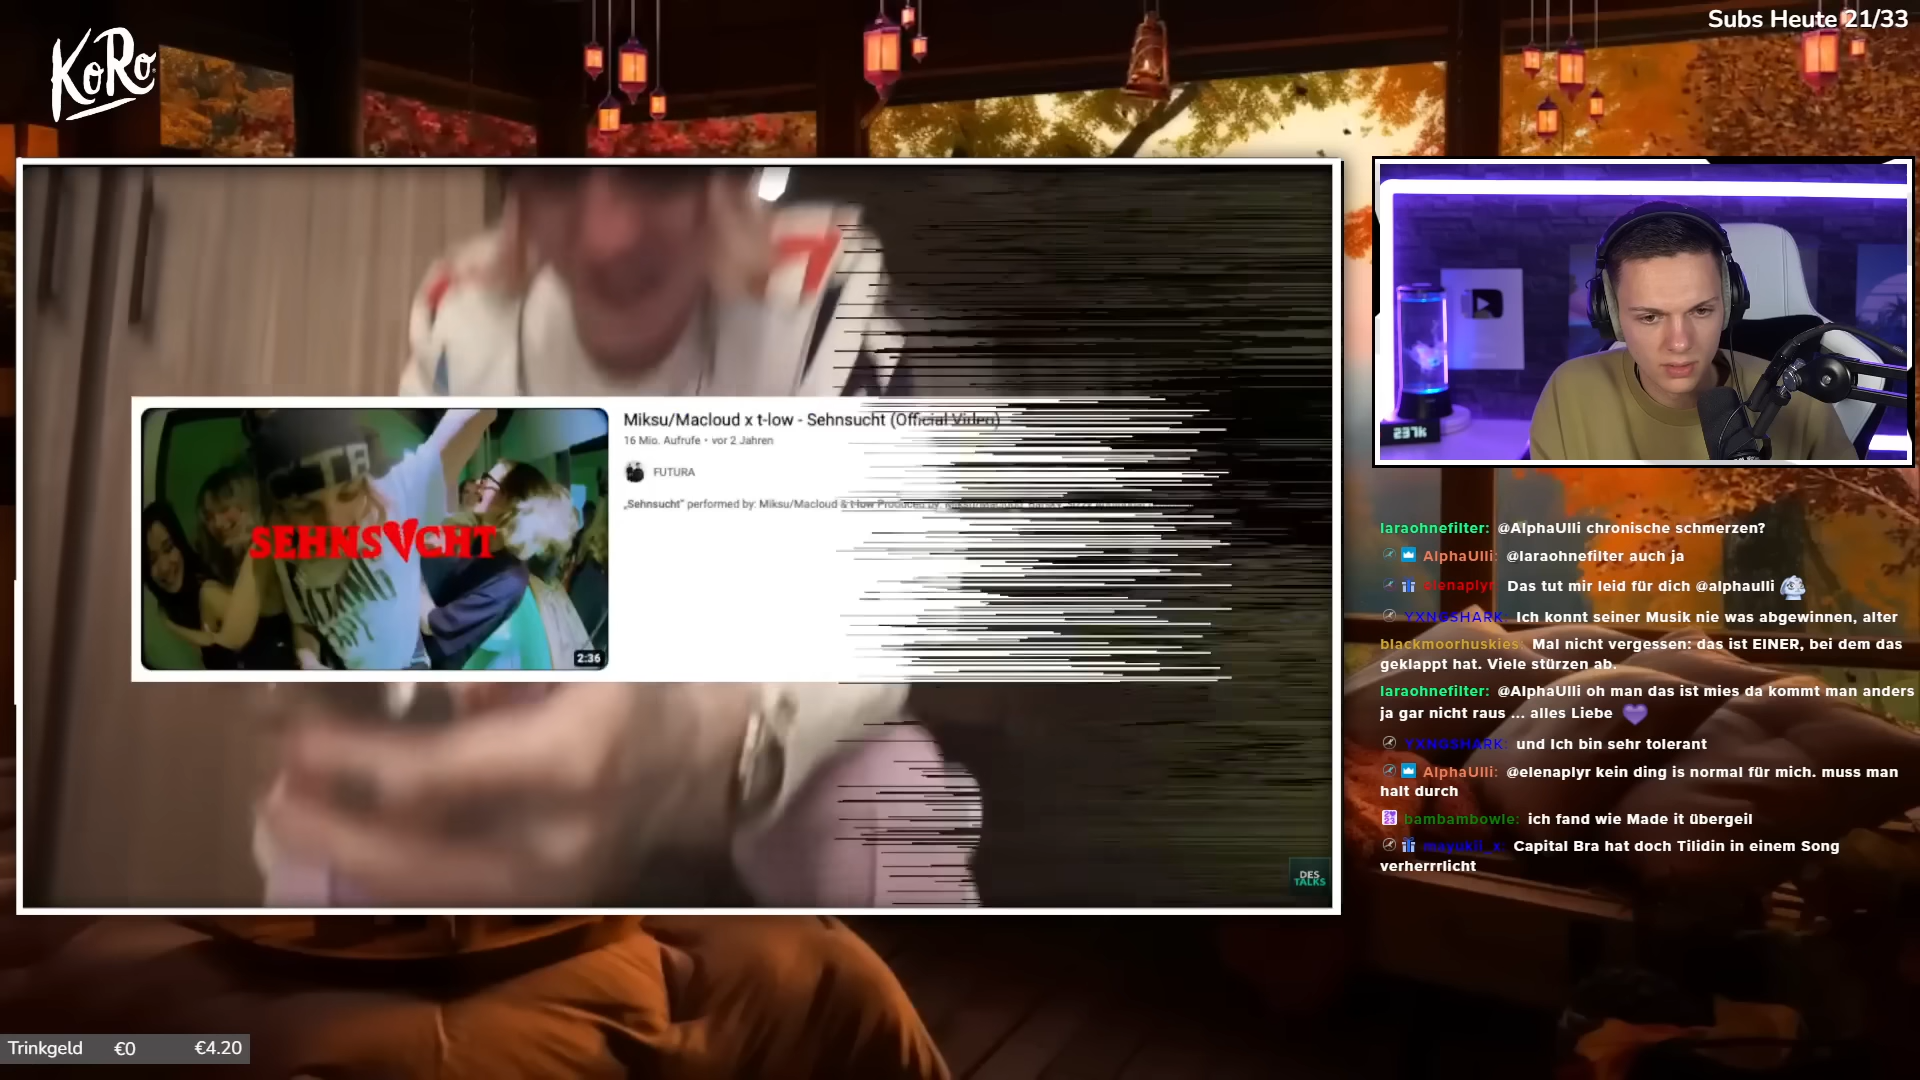 KoRo
Subs Heute 21/33
Miksu/Macloud x t-low - Sehnsucht (Official Video)
16 Mio. Aufrufe • vor 2 Jahren
FUTURA
„Sehnsucht" performed by: Miksu/Macloud & t-low Produced by:
SEHNSUCHT
2:36
DES
TALKS
237K
laraohnefilter: @AlphaUlli chronische schmerzen?
AlphaUlli: @laraohnefilter auch ja
elenaplyr: Das tut mir leid für dich @alphaulli
YXNGSHARK: Ich konnt seiner Musik nie was abgewinnen, alter
blackmoorhuskies: Mal nicht vergessen: das ist EINER, bei dem das
geklappt hat. Viele stürzen ab.
laraohnefilter: @AlphaUlli oh man das ist mies da kommt man anders
ja gar nicht raus ... alles Liebe
YXNGSHARK: und Ich bin sehr tolerant
AlphaUlli: @elenaplyr kein ding is normal für mich. muss man
halt durch
bambambowle: ich fand wie Made it übergeil
Capital Bra hat doch Tilidin in einem Song
verherrrlicht
Trinkgeld €0 €4.20